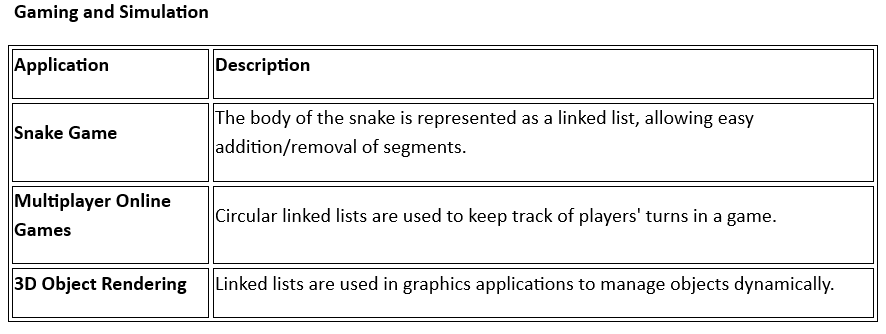 Gaming and Simulation
Application
Description
Snake Game
The body of the snake is represented as a linked list, allowing easy
addition/removal of segments.
Multiplayer Online
Games
Circular linked lists are used to keep track of players' turns in a game.
3D Object Rendering
Linked lists are used in graphics applications to manage objects dynamically.